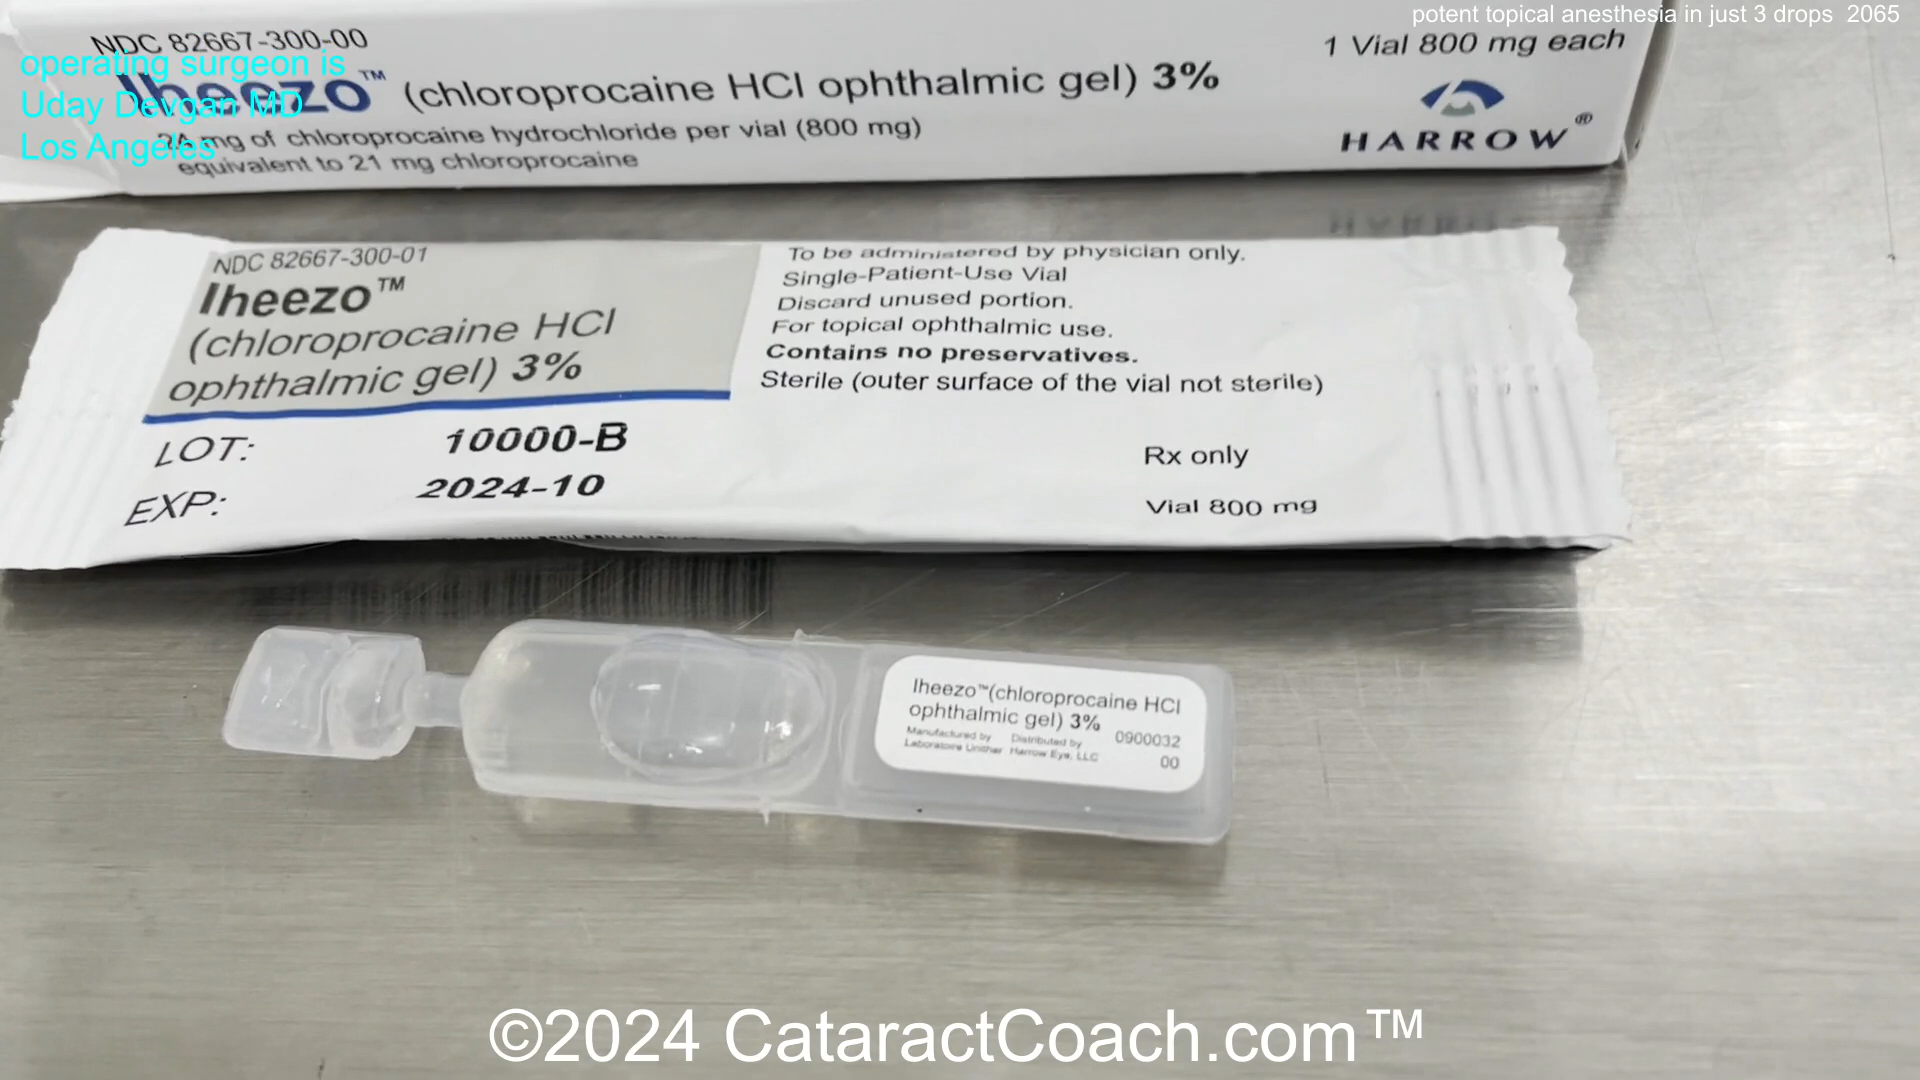 potent topical anesthesia in just 3 drops 2065
operating surgeon is
Uday Devgan MD
Los Angeles
NDC 82667-300-00
Iheezo™ (chloroprocaine HCl ophthalmic gel) 3%
24 mg of chloroprocaine hydrochloride per vial (800 mg)
equivalent to 21 mg chloroprocaine
1 Vial 800 mg each
HARROW®
NDC 82667-300-01
Iheezo™
(chloroprocaine HCl
ophthalmic gel) 3%
LOT: 10000-B
EXP: 2024-10
To be administered by physician only.
Single-Patient-Use Vial
Discard unused portion.
For topical ophthalmic use.
Contains no preservatives.
Sterile (outer surface of the vial not sterile)
Rx only
Vial 800 mg
Iheezo™(chloroprocaine HCl
ophthalmic gel) 3%
Manufactured by Distributed by
Laboratoire Unither Harrow Eye, LLC
0900032
00
©2024 CataractCoach.com™